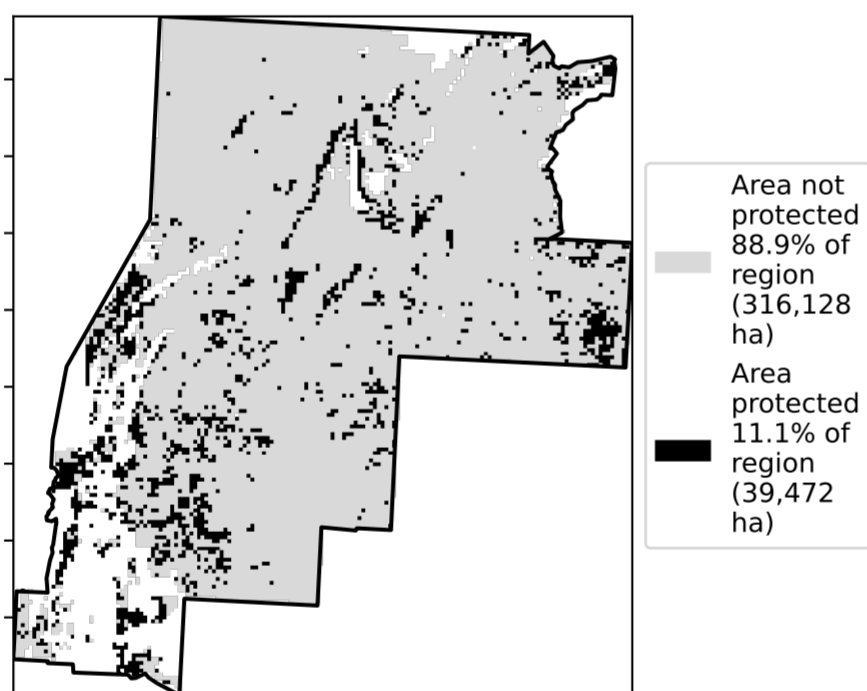 Area not
protected
88.9% of
region
(316,128
ha)
Area
protected
11.1% of
region
(39,472
ha)